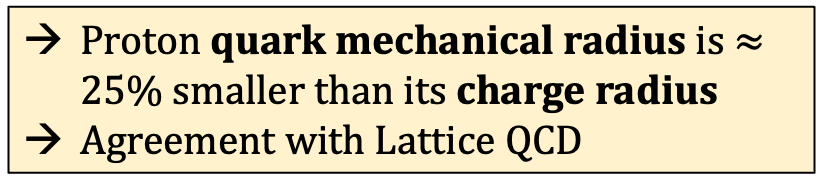 → Proton quark mechanical radius is ≈
25% smaller than its charge radius
→ Agreement with Lattice QCD